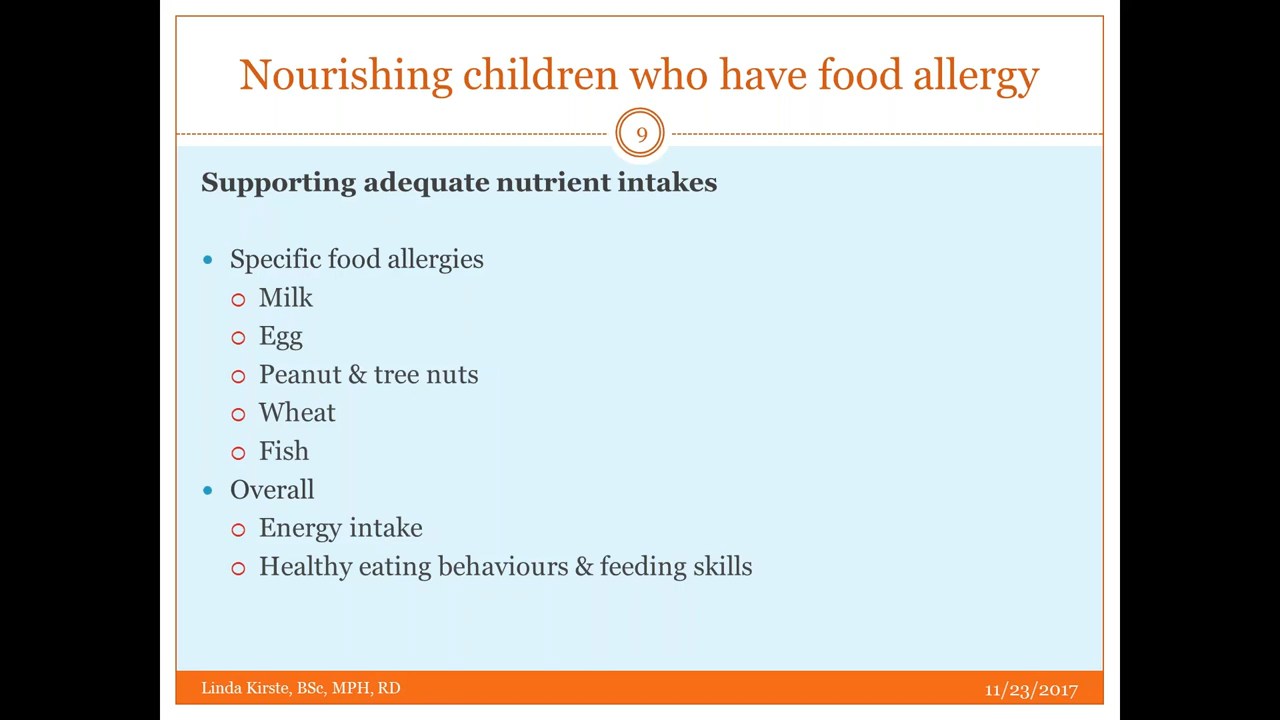 Nourishing children who have food allergy
9
Supporting adequate nutrient intakes
Specific food allergies
Milk
Egg
Peanut & tree nuts
Wheat
Fish
Overall
Energy intake
Healthy eating behaviours & feeding skills
Linda Kirste, BSc, MPH, RD
11/23/2017